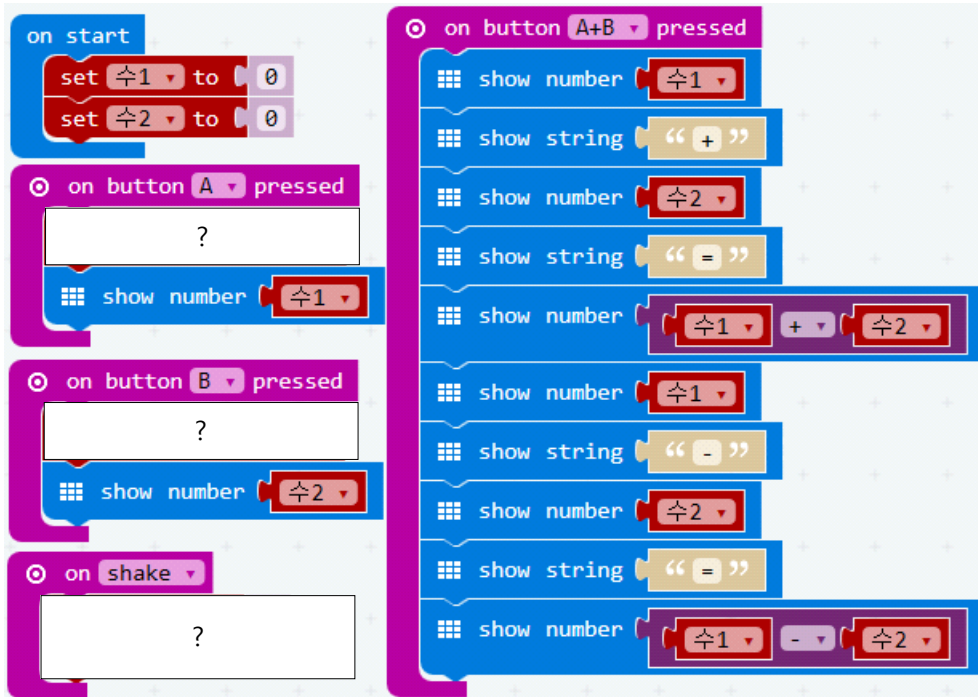 on start
set 수1 to 0
set 수2 to 0
on button A pressed
?
show number 수1
on button B pressed
?
show number 수2
on shake
?
on button A+B pressed
show number 수1
show string “ + ”
show number 수2
show string “ = ”
show number 수1 + 수2
show number 수1
show string “ - ”
show number 수2
show string “ = ”
show number 수1 - 수2